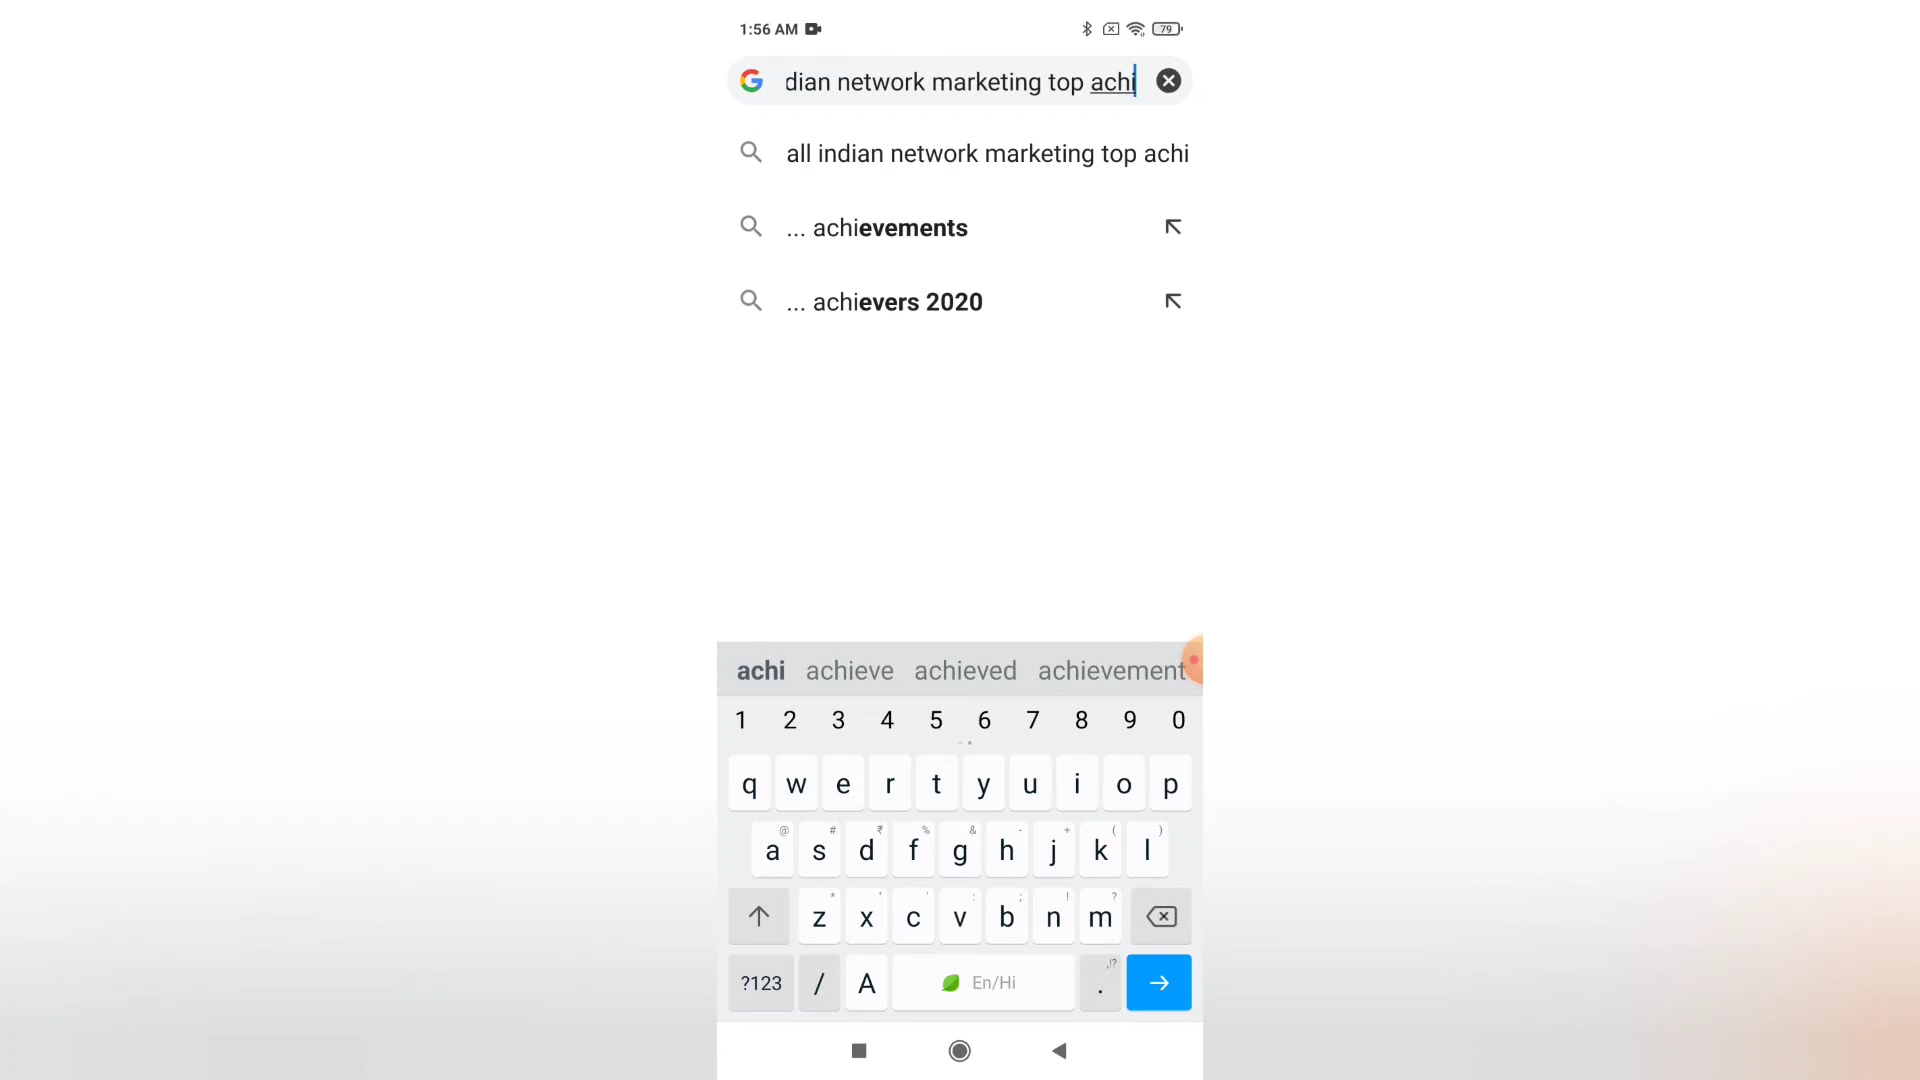 1:56 AM
79
dian network marketing top achi
all indian network marketing top achi
... achievements
... achievers 2020
achi achieve achieved achievement
1 2 3 4 5 6 7 8 9 0
q w e r t y u i o p
@ # ₹ % & - + ( )
a s d f g h j k l
* " ' : ; ! ?
z x c v b n m
,!?
?123 / A En/Hi .